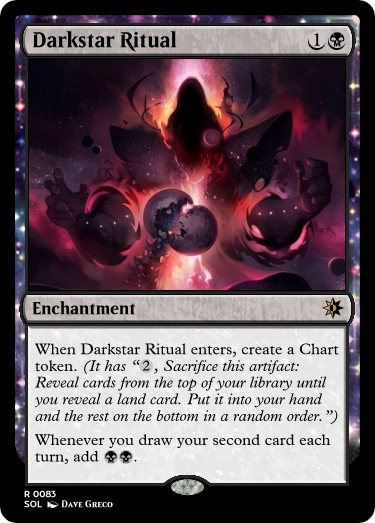 Darkstar Ritual 1
Enchantment
When Darkstar Ritual enters, create a Chart
token. (It has “2, Sacrifice this artifact:
Reveal cards from the top of your library until
you reveal a land card. Put it into your hand
and the rest on the bottom in a random order.”)
Whenever you draw your second card each
turn, add .
R 0083
SOL DAVE GRECO